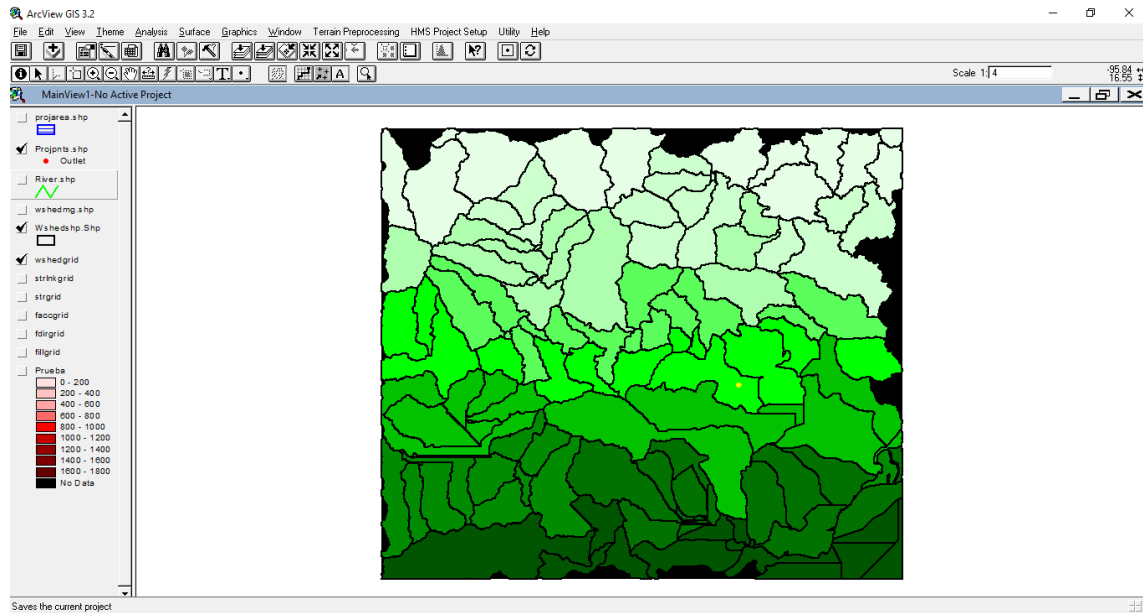 ArcView GIS 3.2
File Edit View Theme Analysis Surface Graphics Window Terrain Preprocessing HMS Project Setup Utility Help
T
A
Scale 1: 4
-95.84
16.55
MainView1-No Active Project
projarea.shp
Projpnts.shp
Outlet
River.shp
wshedmg.shp
Wshedshp.Shp
wshedgrid
strlnkgrid
strgrid
faccgrid
fdirgrid
fillgrid
Prueba
0 - 200
200 - 400
400 - 600
600 - 800
800 - 1000
1000 - 1200
1200 - 1400
1400 - 1600
1600 - 1800
No Data
Saves the current project